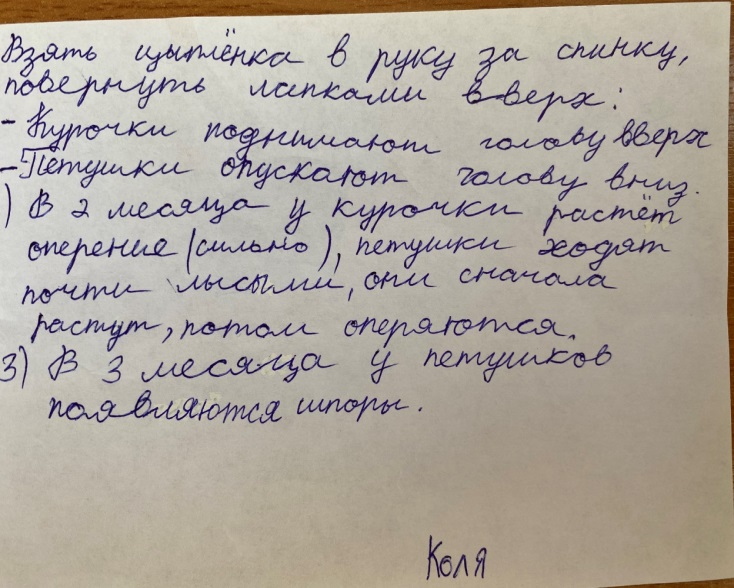 Взять цыплёнка в руку за спинку,
повернуть лапками вверх:
- Курочки поднимают голову вверх
- Петушки опускают голову вниз.
) В 2 месяца у курочки растёт
оперение (сильно), петушки ходят
почти лысыми, они сначала
растут, потом оперяются.
3) В 3 месяца у петушков
появляются шпоры.
Коля